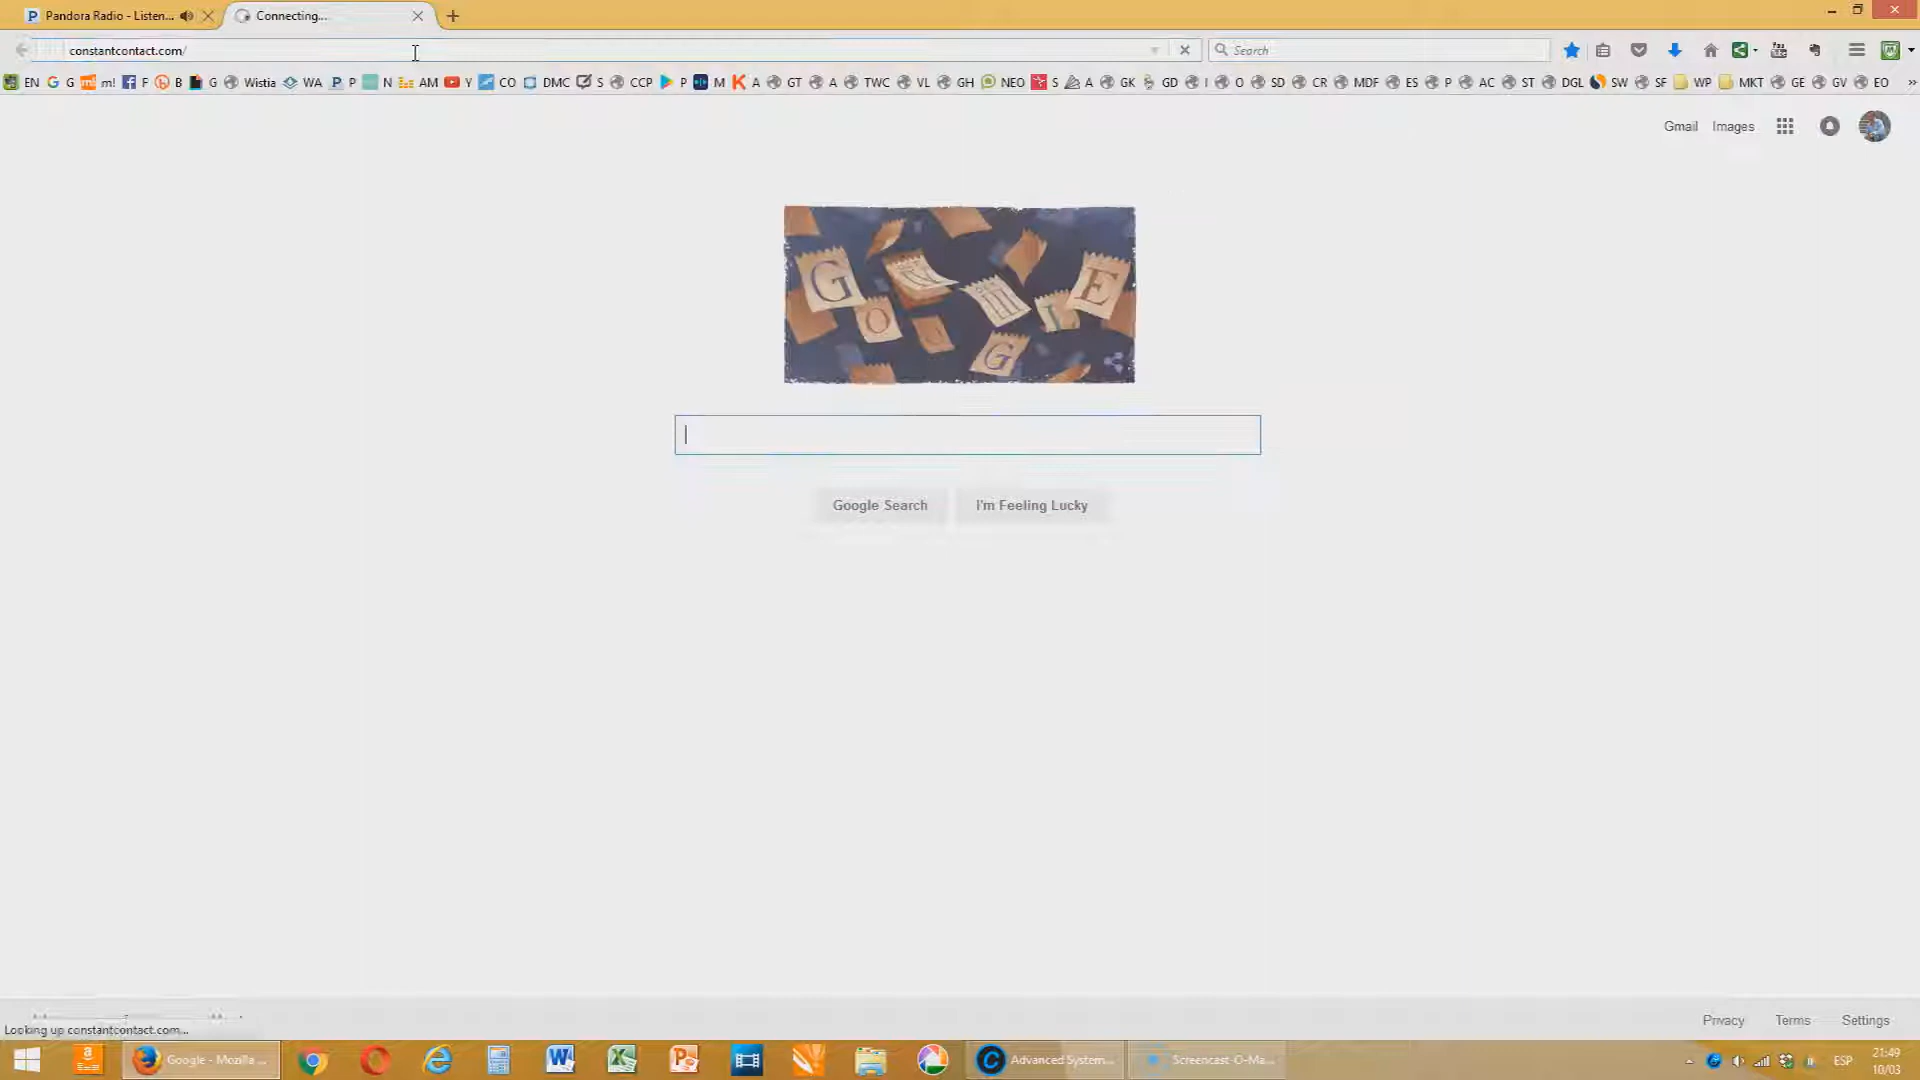 Pandora Radio - Listen...
Connecting...
constantcontact.com/
Search
EN G G m! F B G Wistia WA P P N AM Y CO DMC S CCP P M K A GT A TWC VL GH NEO S A GK GD I O SD CR MDF ES P AC ST DGL SW SF WP MKT GE GV EO »
Gmail Images
G O J G L E
Google Search I'm Feeling Lucky
Looking up constantcontact.com...
Privacy Terms Settings
Google - Mozilla ...
Advanced System...
Screencast-O-Ma...
ESP
21:49
10/03